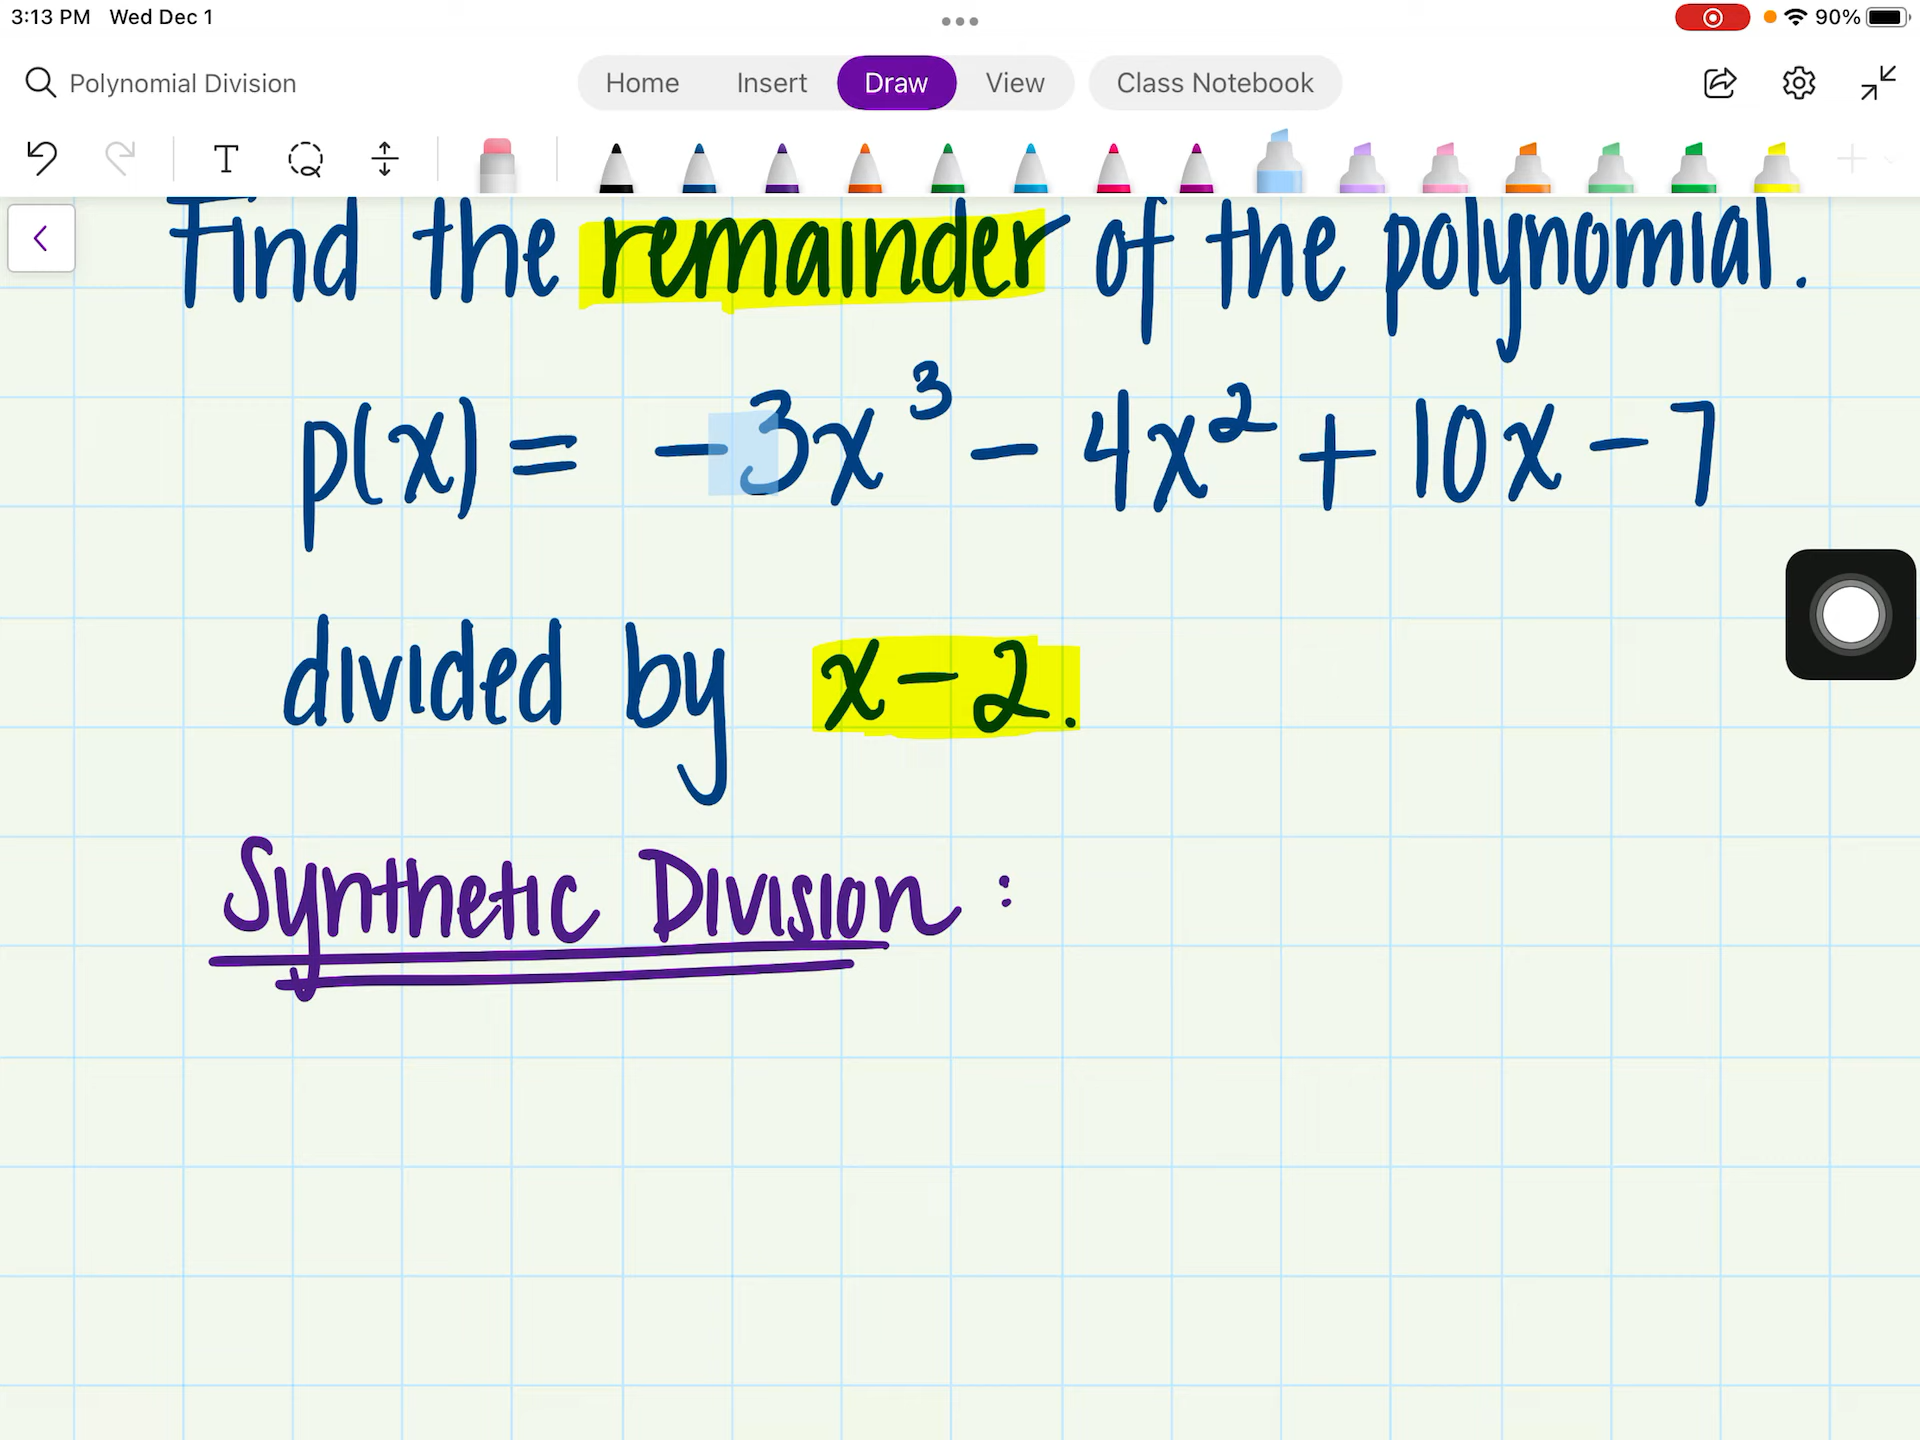 3:13 PM Wed Dec 1 90%
Polynomial Division Home Insert Draw View Class Notebook
T
Find the remainder of the polynomial.
p(x) = -3x³ - 4x² + 10x - 7
divided by x - 2.
Synthetic Division :